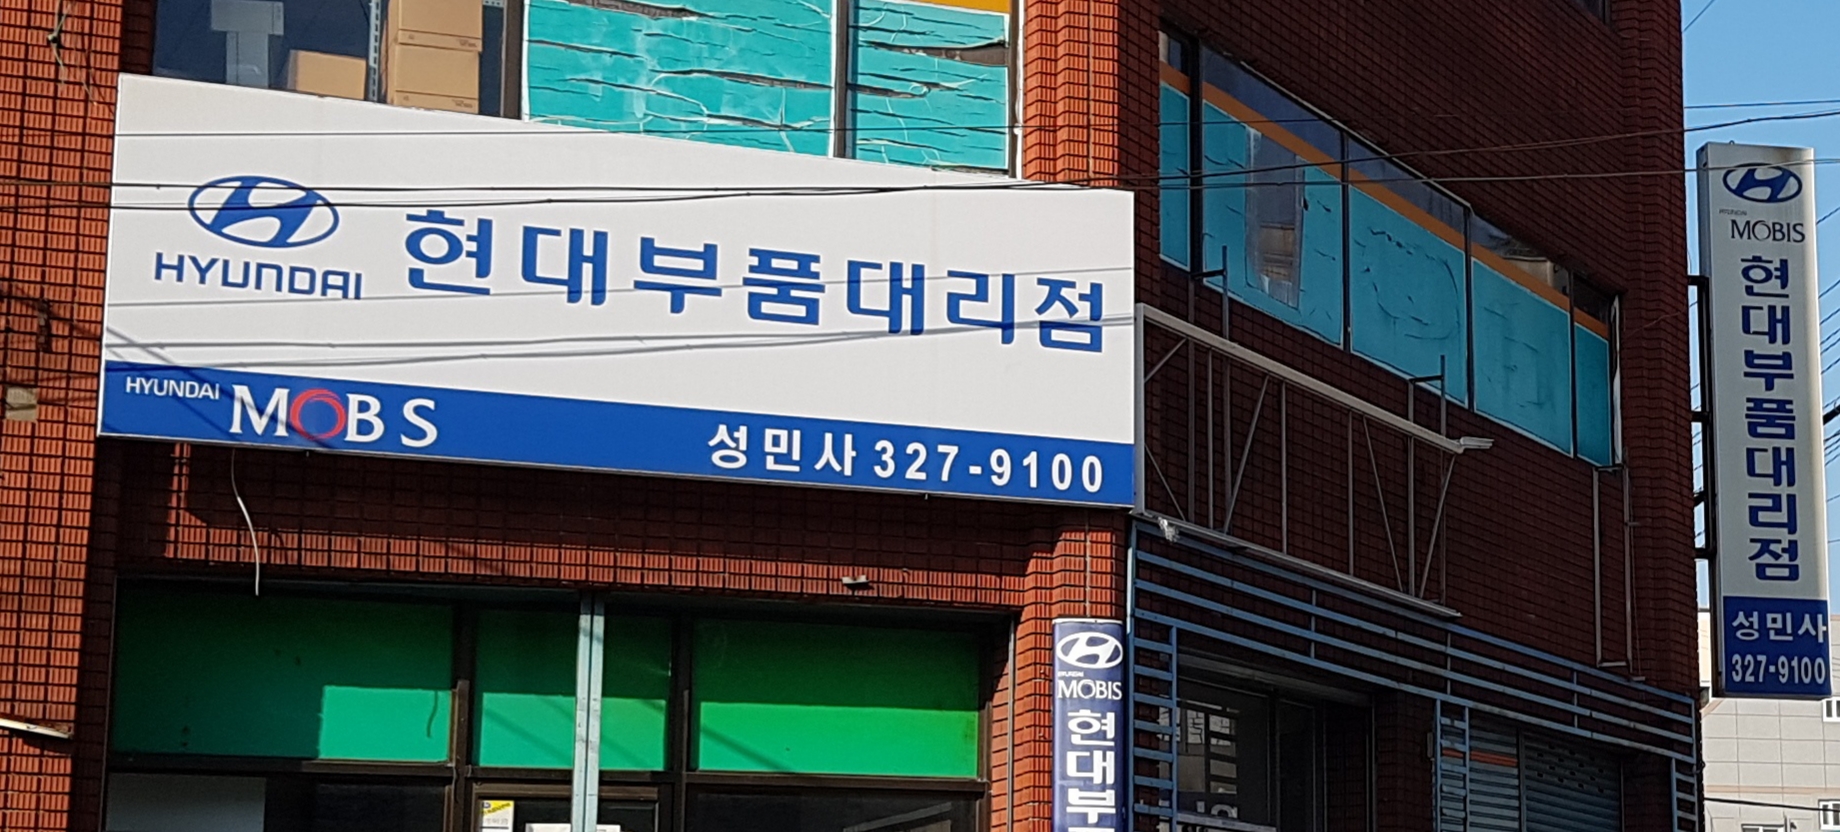 HYUNDAI
현대부품대리점
HYUNDAI MOB S
성민사 327-9100
HYUNDAI
MOBIS
현대부품대리점
성민사
327-9100
HYUNDAI
MOBIS
현대부